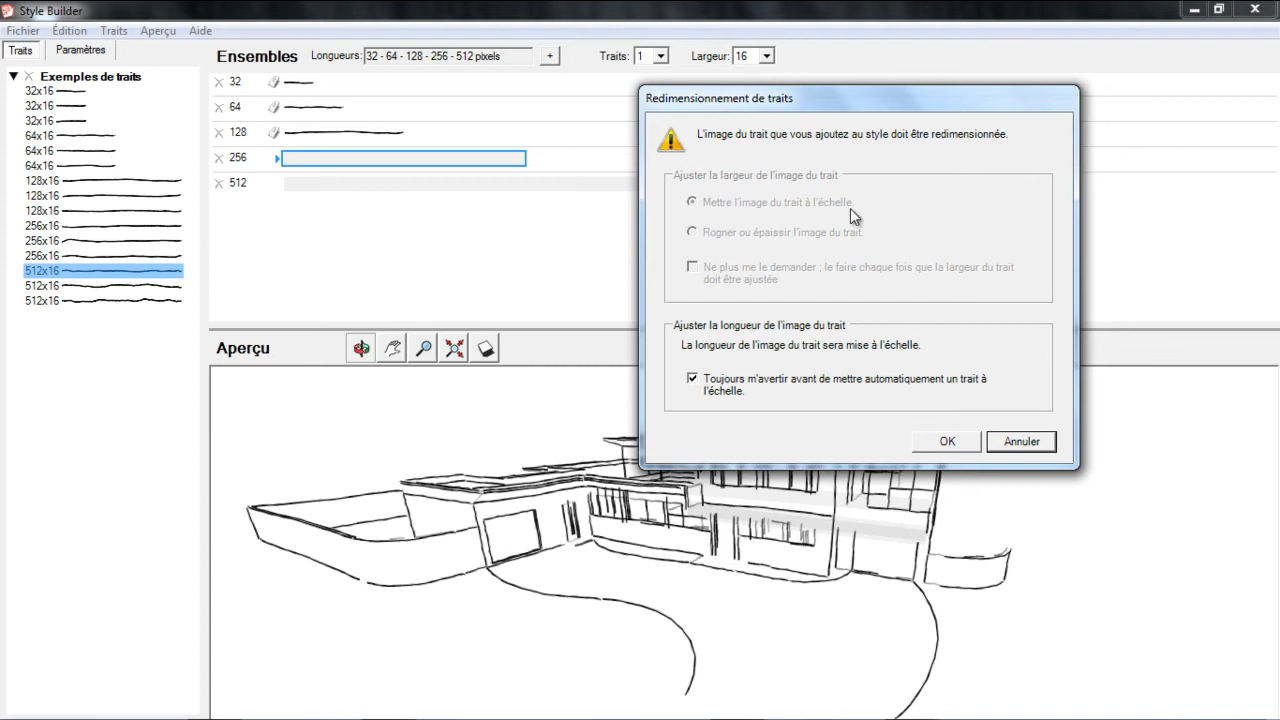 Style Builder
Fichier Édition Traits Aperçu Aide
Traits Paramètres
Exemples de traits
32x16
32x16
32x16
64x16
64x16
64x16
128x16
128x16
128x16
256x16
256x16
256x16
512x16
512x16
512x16
Ensembles Longueurs: 32 - 64 - 128 - 256 - 512 pixels + Traits: 1 Largeur: 16
32
64
128
256
512
Redimensionnement de traits
L'image du trait que vous ajoutez au style doit être redimensionnée.
Ajuster la largeur de l'image du trait
Mettre l'image du trait à l'échelle.
Rogner ou épaissir l'image du trait.
Ne plus me le demander ; le faire chaque fois que la largeur du trait
doit être ajustée
Ajuster la longueur de l'image du trait
La longueur de l'image du trait sera mise à l'échelle.
Toujours m'avertir avant de mettre automatiquement un trait à
l'échelle.
OK Annuler
Aperçu